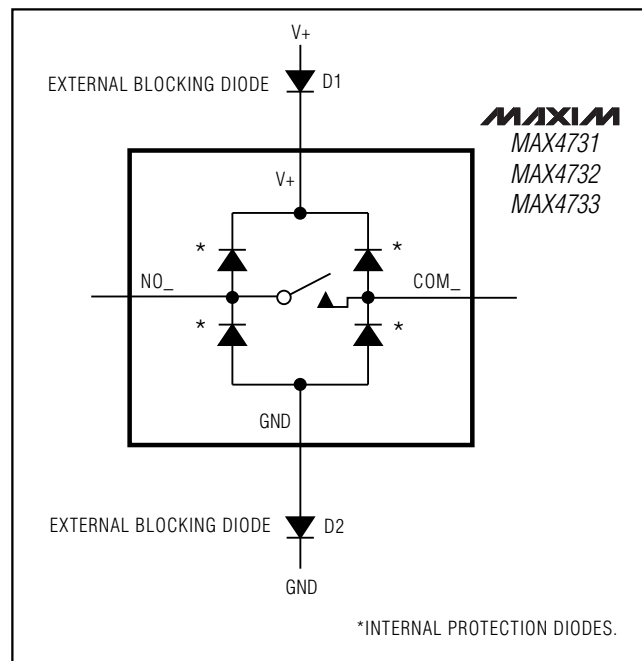 V+
EXTERNAL BLOCKING DIODE D1
MAXIM
MAX4731
MAX4732
MAX4733
V+
* *
NO_ COM_
* *
GND
EXTERNAL BLOCKING DIODE D2
GND
*INTERNAL PROTECTION DIODES.